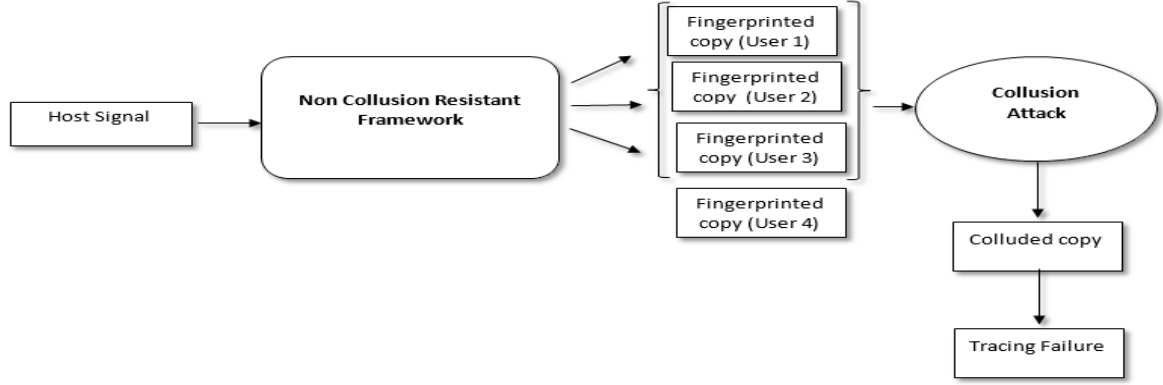 Host Signal
Non Collusion Resistant
Framework
Fingerprinted
copy (User 1)
Fingerprinted
copy (User 2)
Fingerprinted
copy (User 3)
Fingerprinted
copy (User 4)
Collusion
Attack
Colluded copy
Tracing Failure